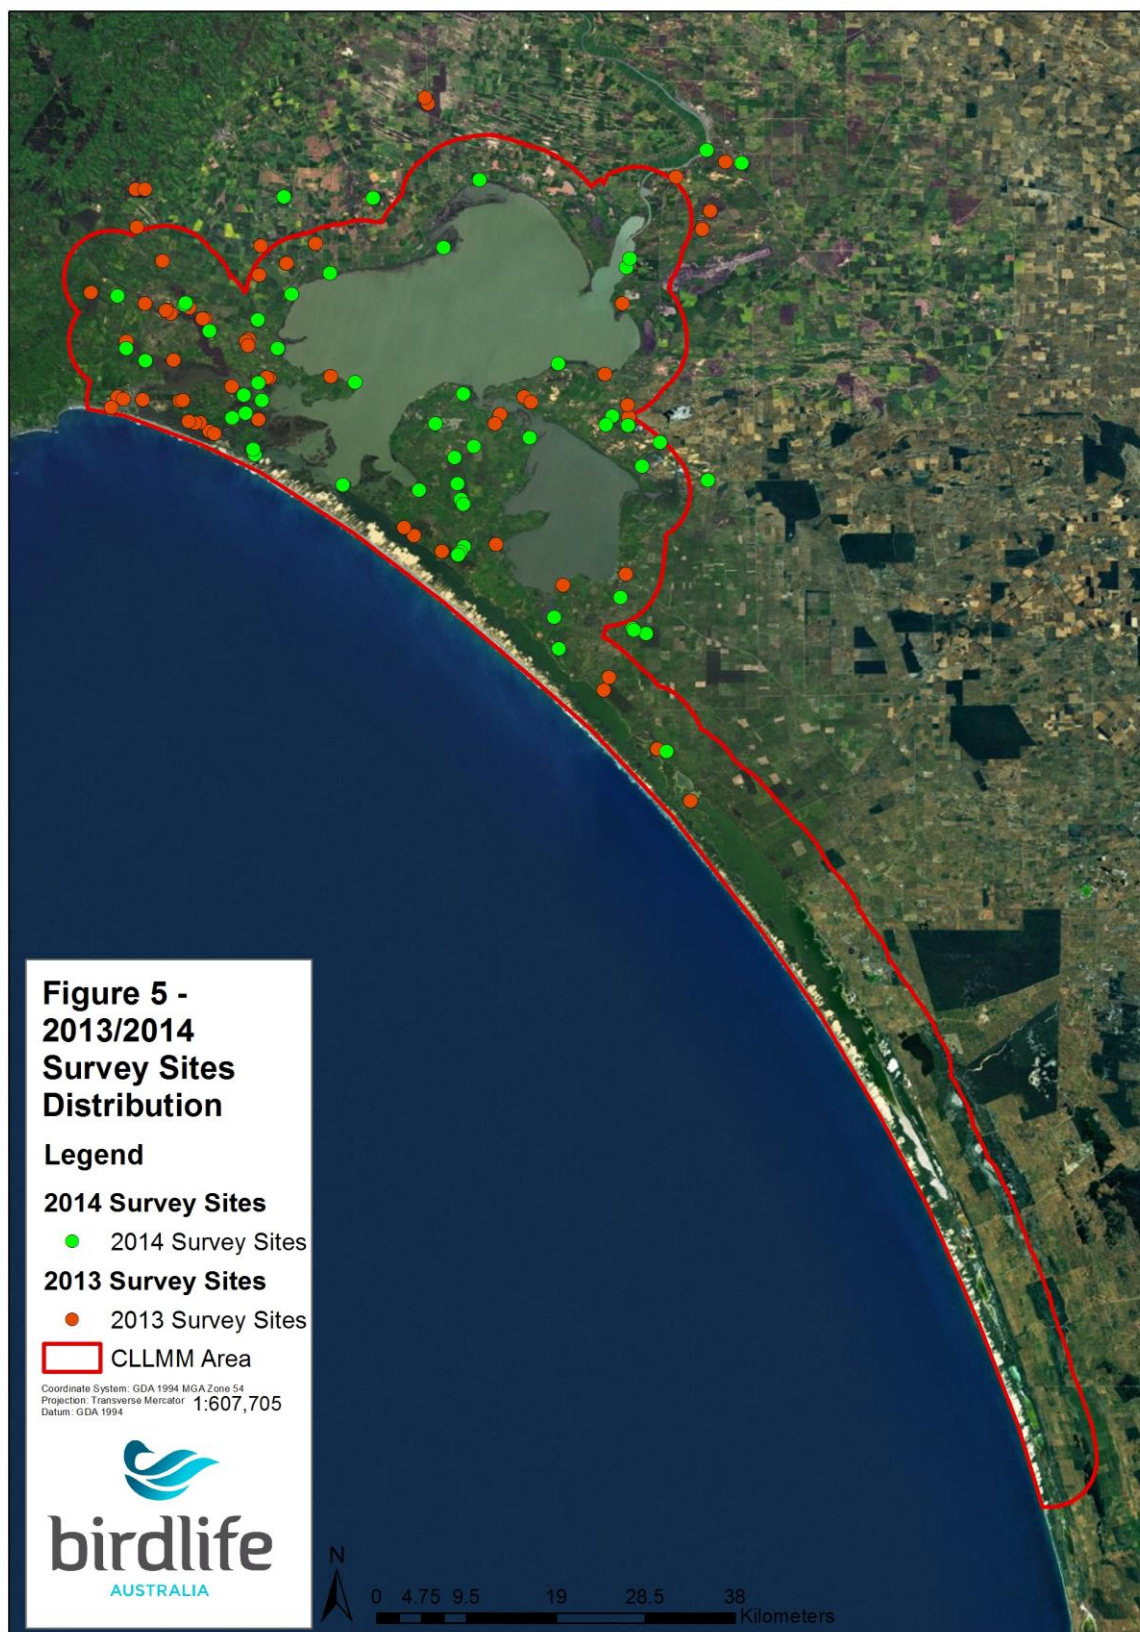 Figure 5 -
2013/2014
Survey Sites
Distribution
Legend
2014 Survey Sites
2014 Survey Sites
2013 Survey Sites
2013 Survey Sites
CLLMM Area
Coordinate System: GDA 1994 MGA Zone 54
Projection: Transverse Mercator
Datum: GDA 1994
1:607,705
birdlife
AUSTRALIA
N
0 4.75 9.5 19 28.5 38
Kilometers